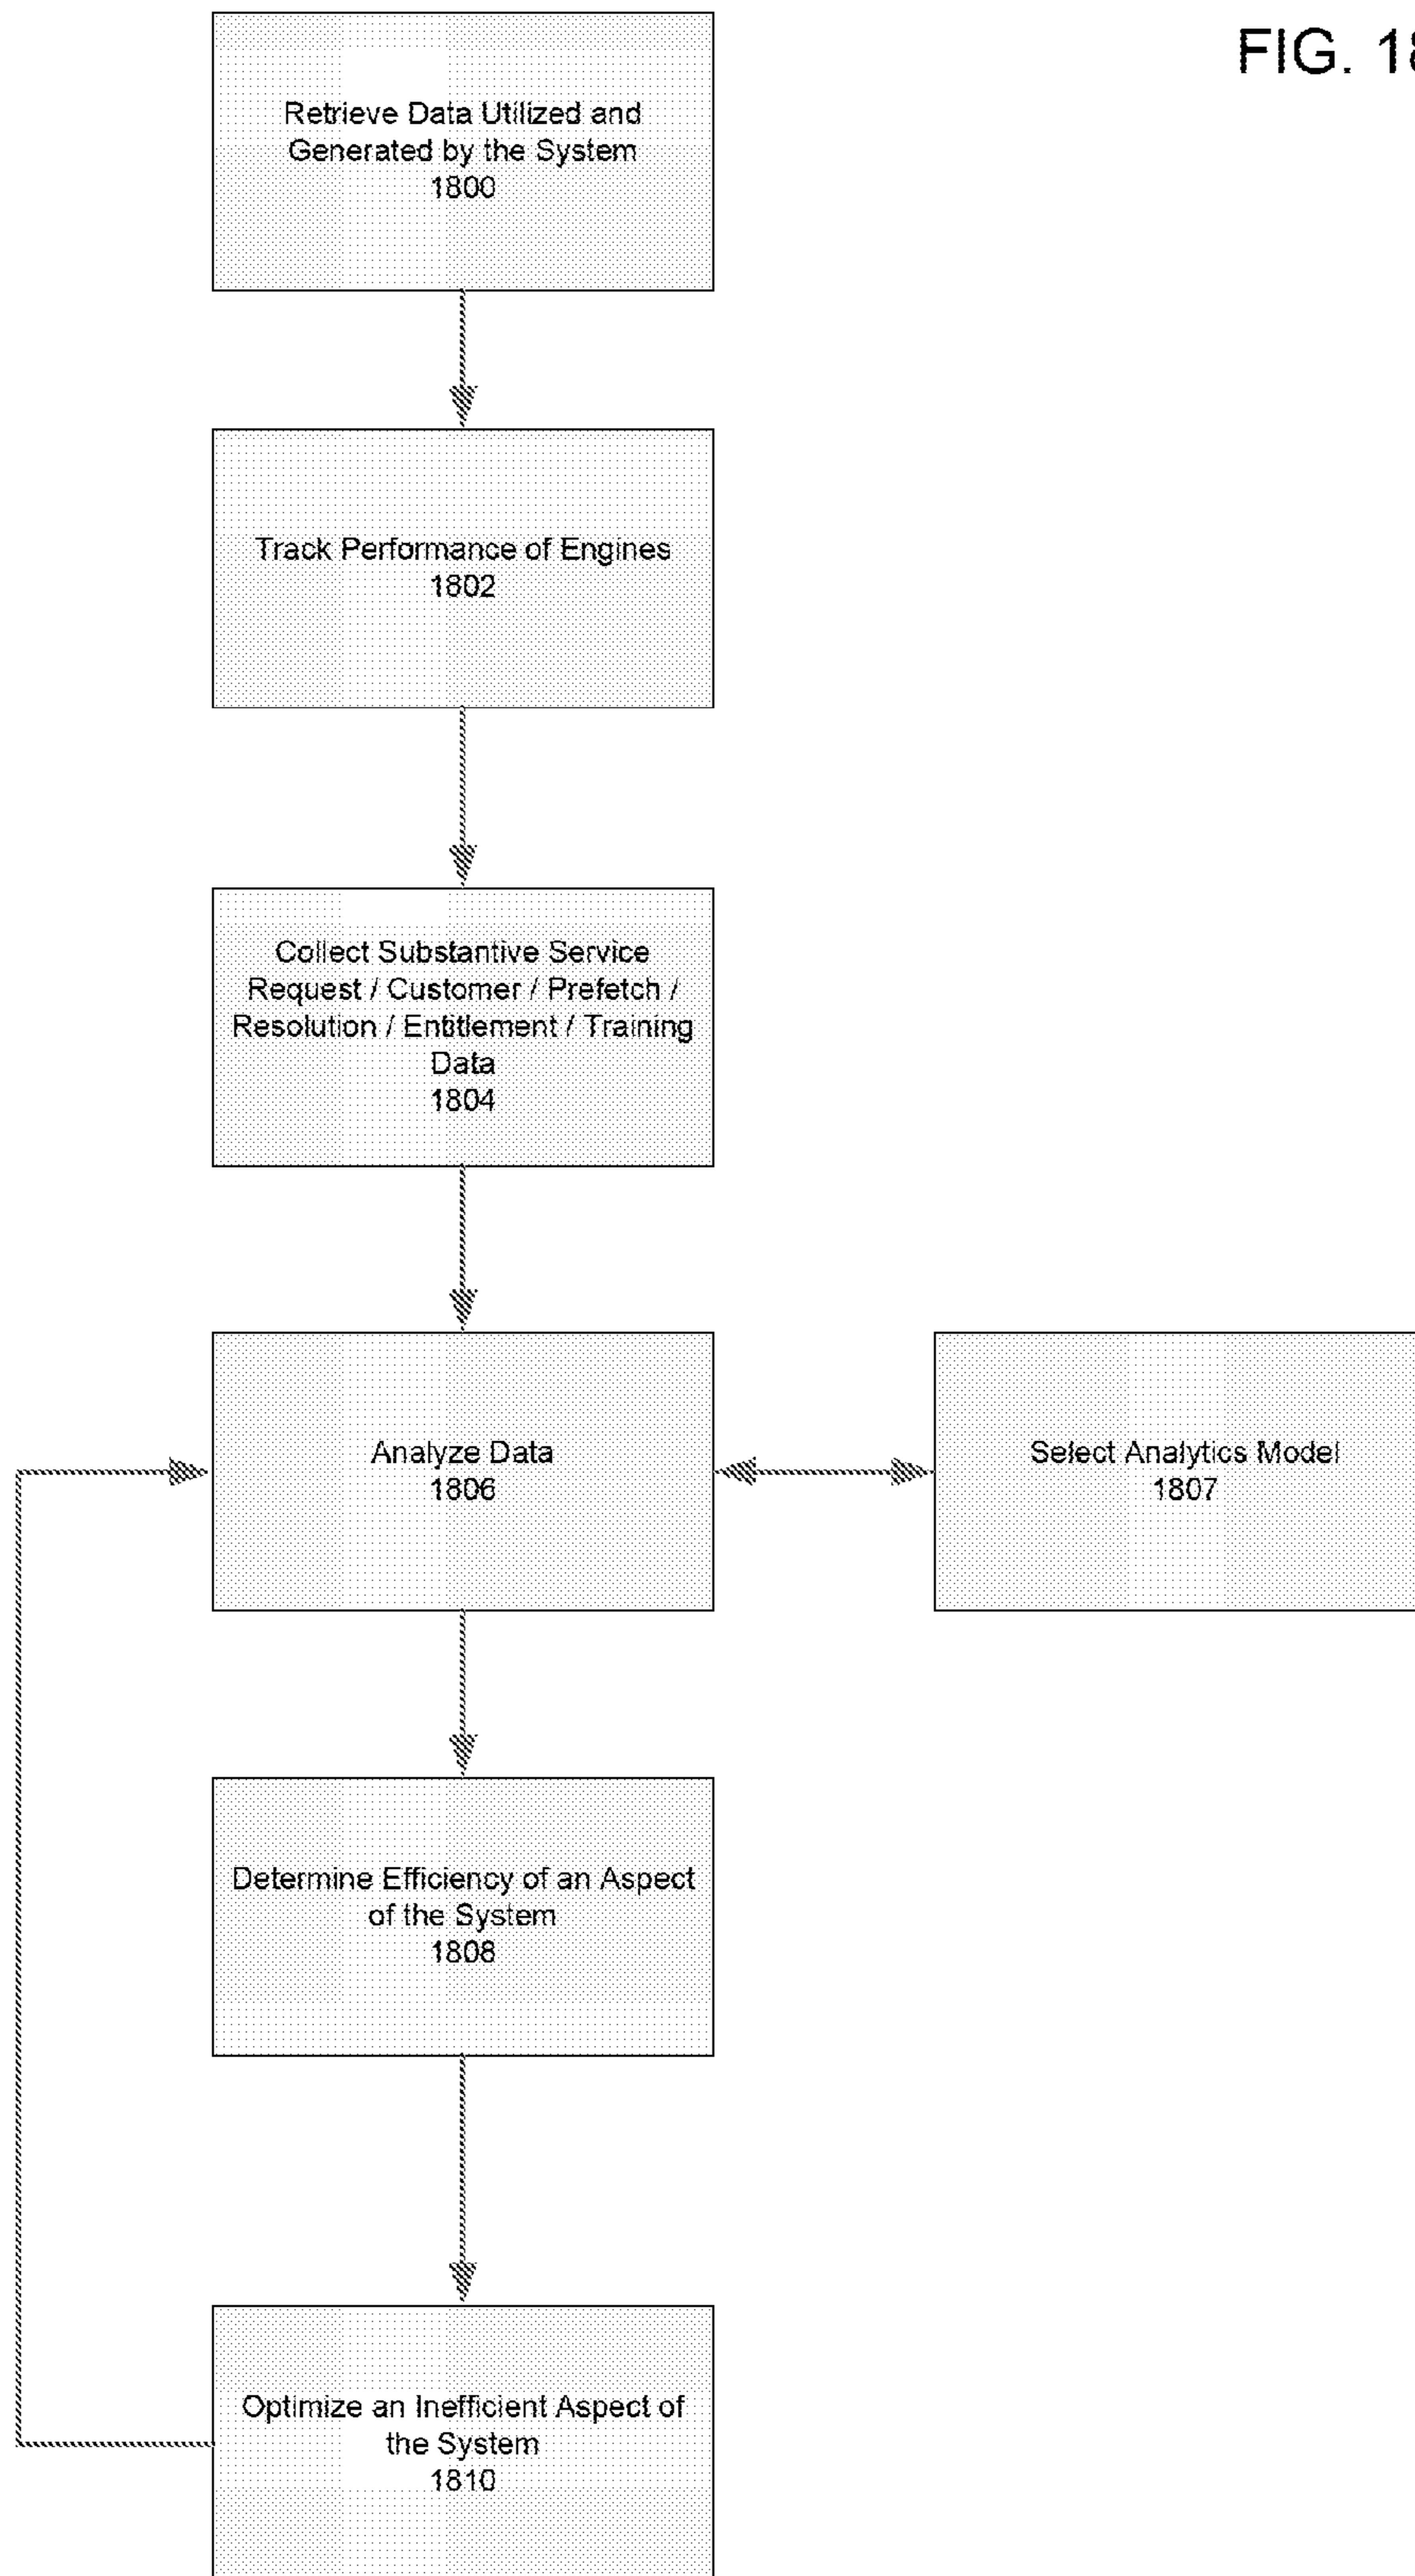 FIG. 18
Retrieve Data Utilized and
Generated by the System
1800
Track Performance of Engines
1802
Collect Substantive Service
Request / Customer / Prefetch /
Resolution / Entitlement / Training
Data
1804
Analyze Data
1806
Select Analytics Model
1807
Determine Efficiency of an Aspect
of the System
1808
Optimize an Inefficient Aspect of
the System
1810